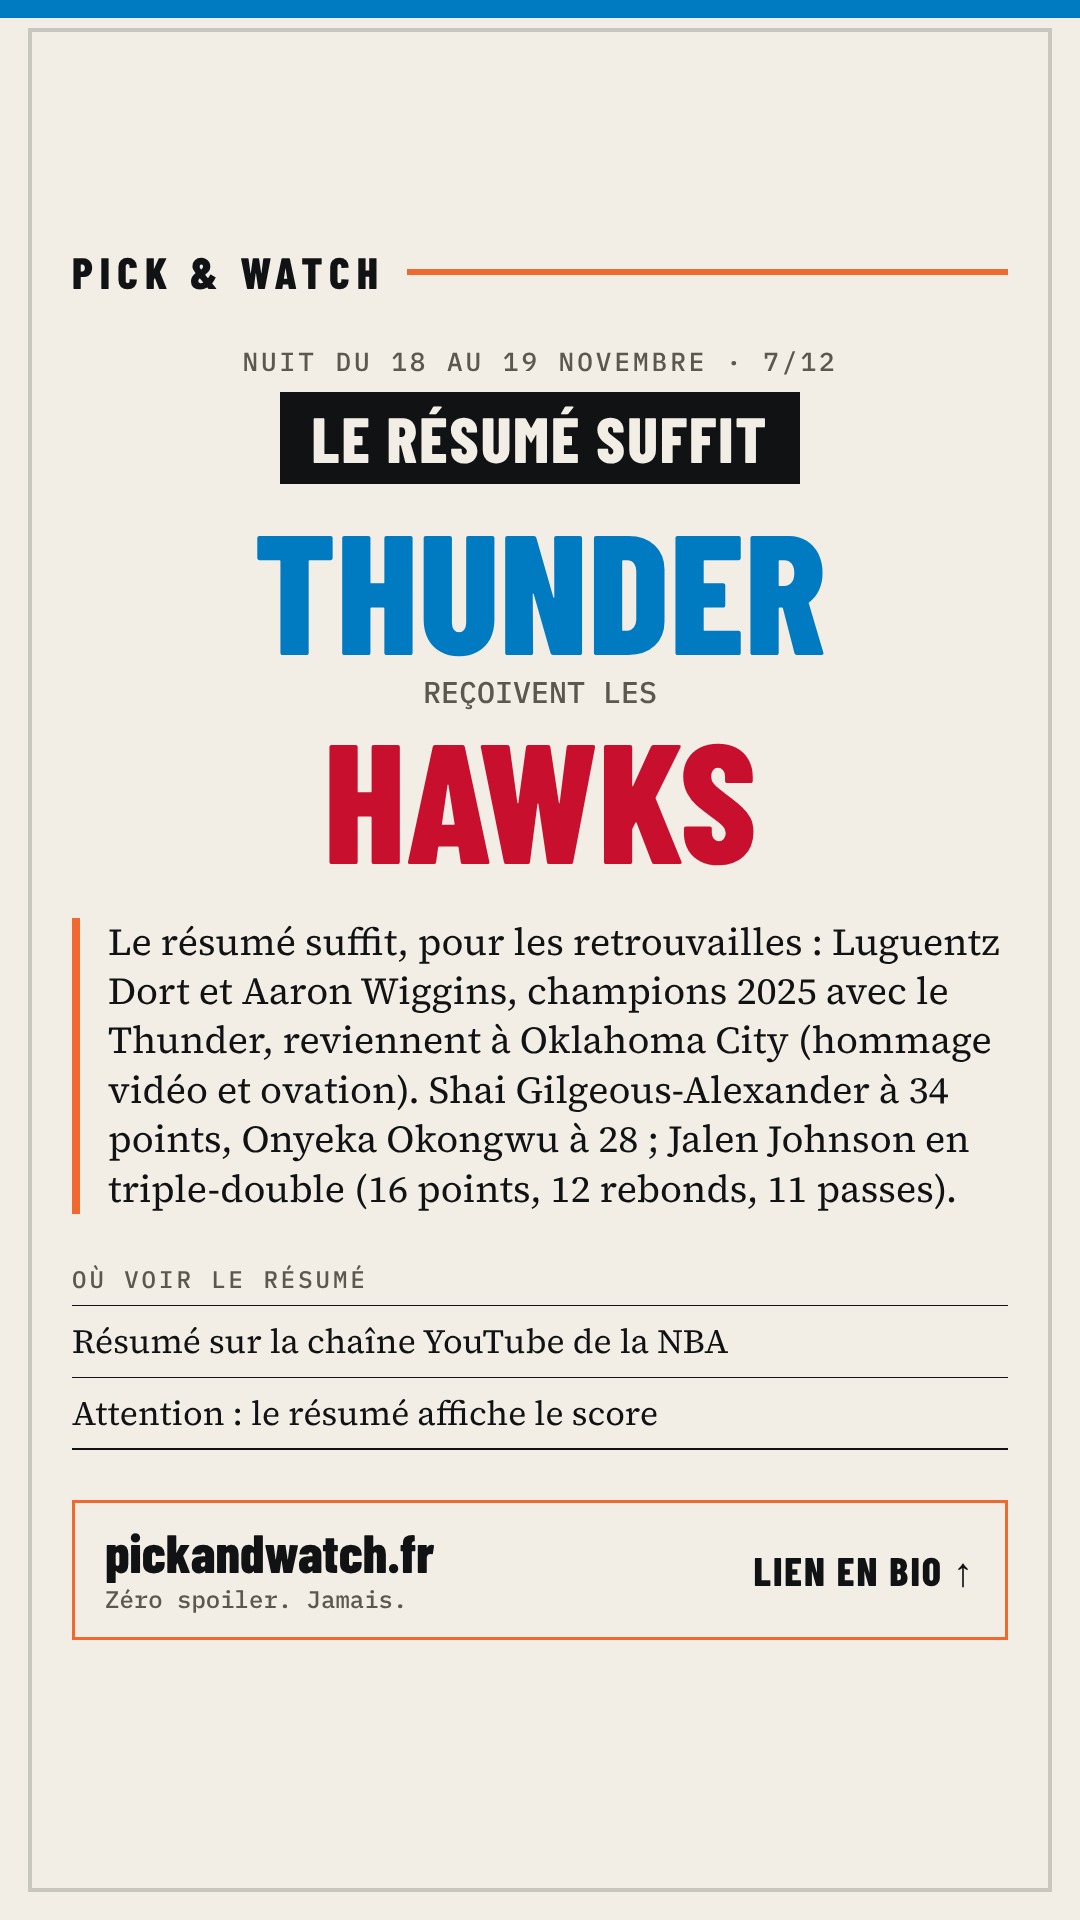 PICK & WATCH
NUIT DU 18 AU 19 NOVEMBRE · 7/12
LE RÉSUMÉ SUFFIT
THUNDER
REÇOIVENT LES
HAWKS
Le résumé suffit, pour les retrouvailles : Luguentz
Dort et Aaron Wiggins, champions 2025 avec le
Thunder, reviennent à Oklahoma City (hommage
vidéo et ovation). Shai Gilgeous-Alexander à 34
points, Onyeka Okongwu à 28 ; Jalen Johnson en
triple-double (16 points, 12 rebonds, 11 passes).
OÙ VOIR LE RÉSUMÉ
Résumé sur la chaîne YouTube de la NBA
Attention : le résumé affiche le score
pickandwatch.fr
Zéro spoiler. Jamais.
LIEN EN BIO ↑